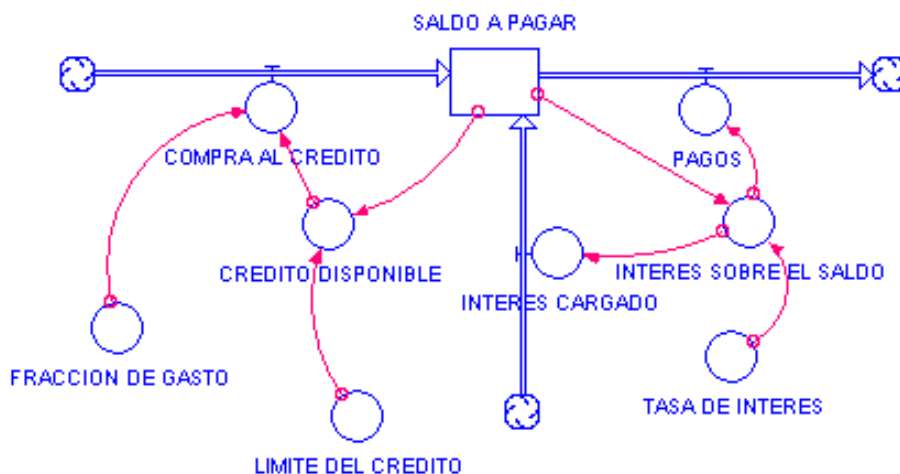 SALDO A PAGAR
COMPRA AL CREDITO
PAGOS
CREDITO DISPONIBLE
INTERES SOBRE EL SALDO
INTERES CARGADO
FRACCION DE GASTO
TASA DE INTERES
LIMITE DEL CREDITO